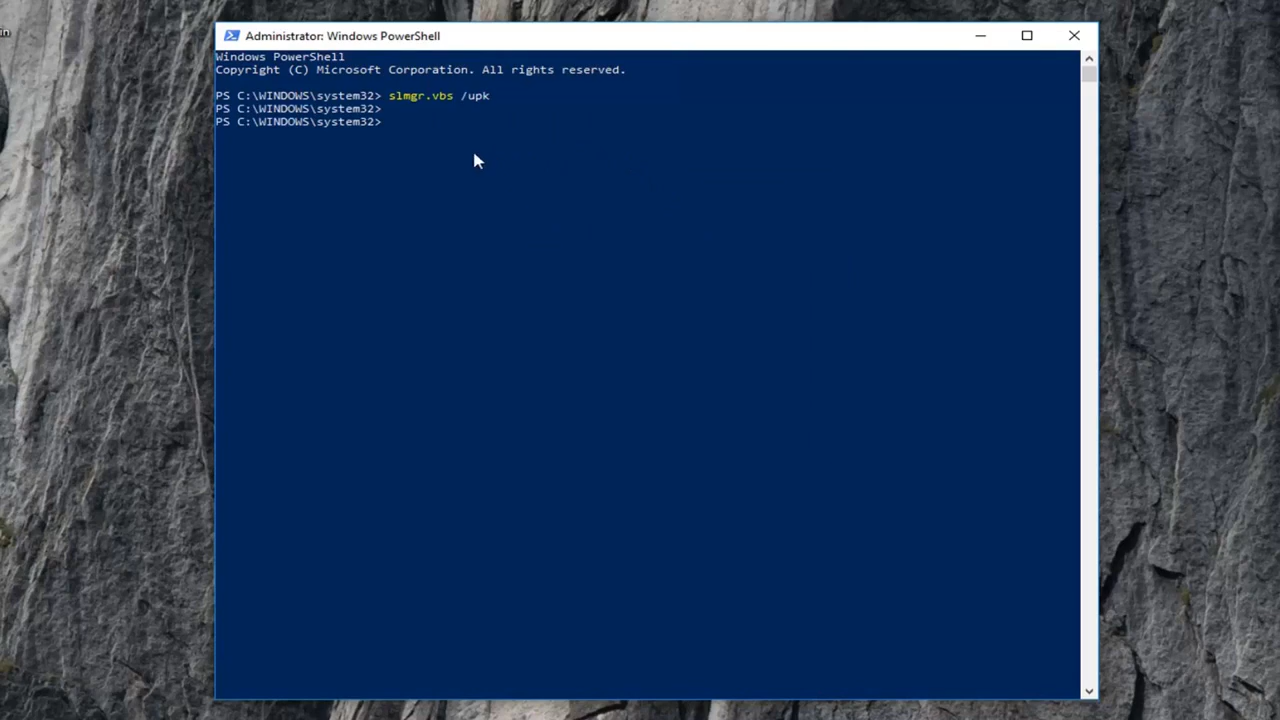 in
Administrator: Windows PowerShell
Windows PowerShell
Copyright (C) Microsoft Corporation. All rights reserved.
PS C:\WINDOWS\system32> slmgr.vbs /upk
PS C:\WINDOWS\system32>
PS C:\WINDOWS\system32>